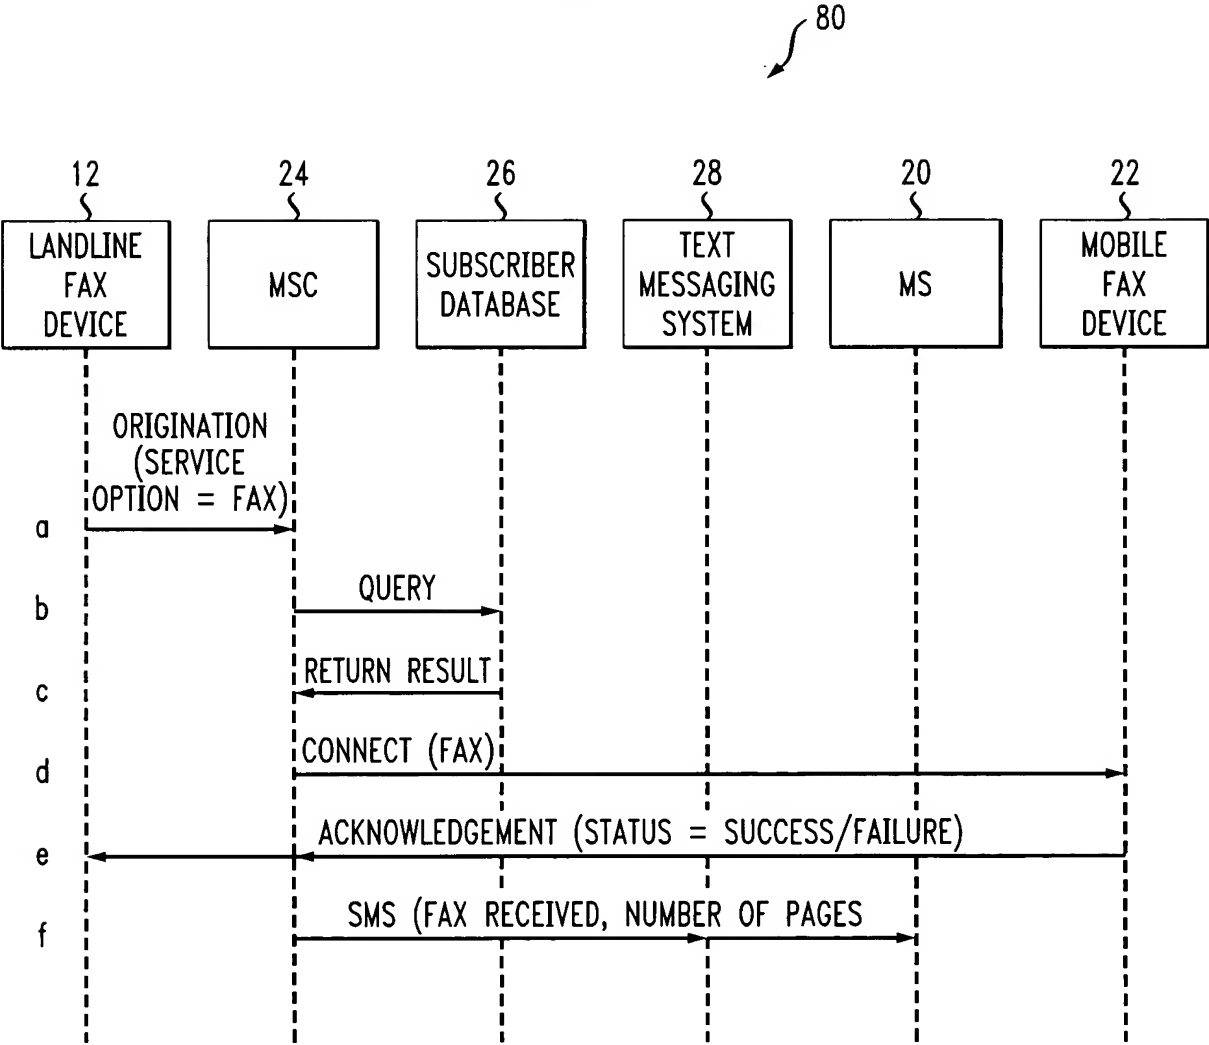 80
12
24
26
28
20
22
LANDLINE
FAX
DEVICE
MSC
SUBSCRIBER
DATABASE
TEXT
MESSAGING
SYSTEM
MS
MOBILE
FAX
DEVICE
ORIGINATION
(SERVICE
OPTION = FAX)
a
QUERY
b
RETURN RESULT
c
CONNECT (FAX)
d
ACKNOWLEDGEMENT (STATUS = SUCCESS/FAILURE)
e
SMS (FAX RECEIVED, NUMBER OF PAGES
f